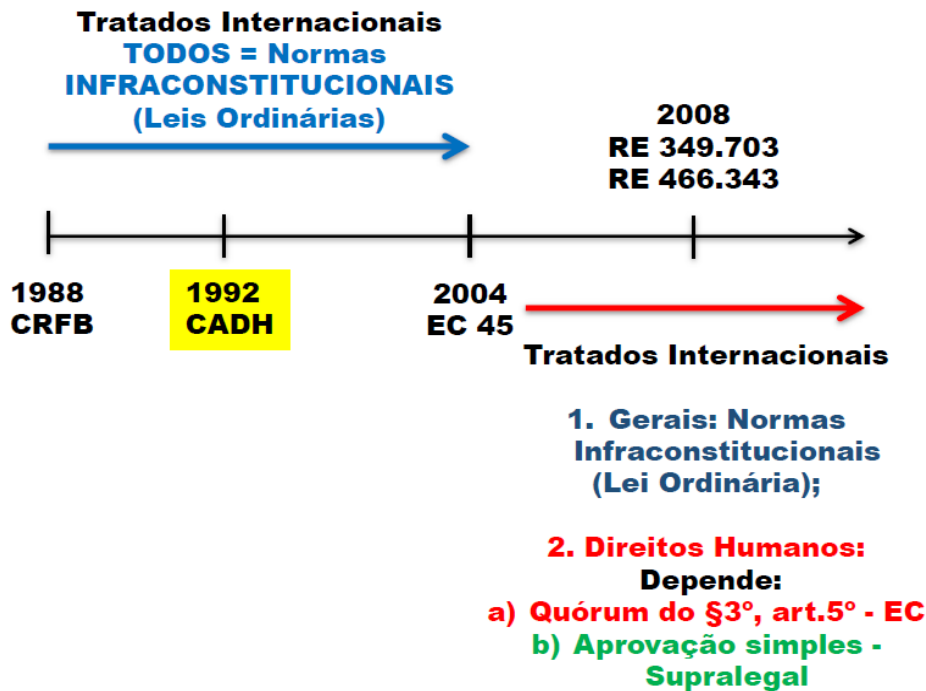 Tratados Internacionais
TODOS = Normas
INFRACONSTITUCIONAIS
(Leis Ordinárias)
2008
RE 349.703
RE 466.343
1988
CRFB
1992
CADH
2004
EC 45
Tratados Internacionais
1. Gerais: Normas
Infraconstitucionais
(Lei Ordinária);
2. Direitos Humanos:
Depende:
a) Quórum do §3º, art.5º - EC
b) Aprovação simples -
Supralegal